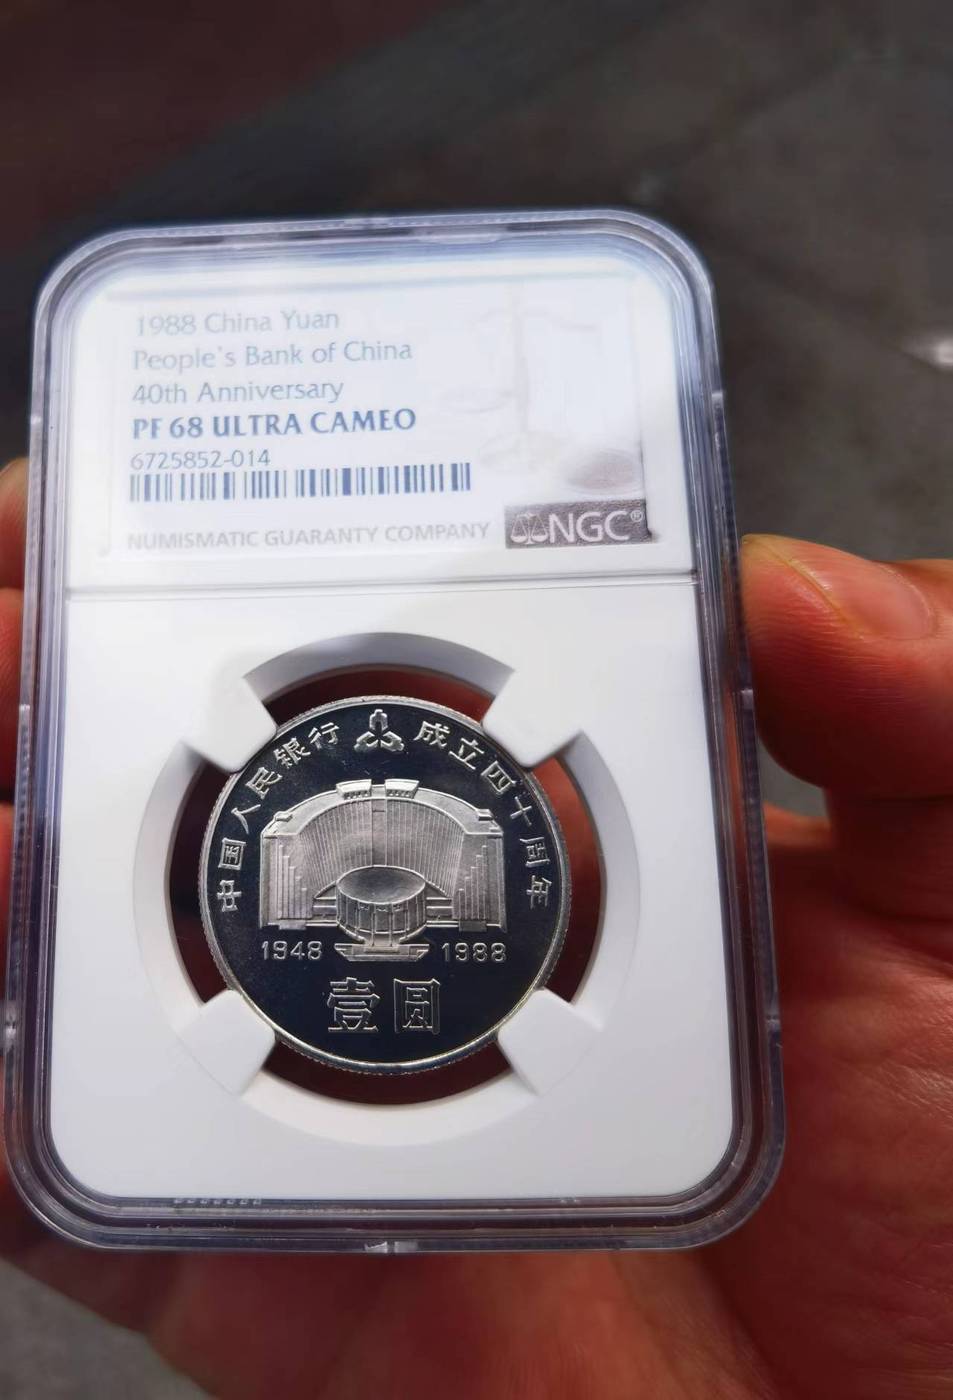 1988 China Yuan
People's Bank of China
40th Anniversary
PF 68 ULTRA CAMEO
6725852-014
NUMISMATIC GUARANTY COMPANY
NGC®
中国人民银行 成立四十周年
1948 1988
壹圆